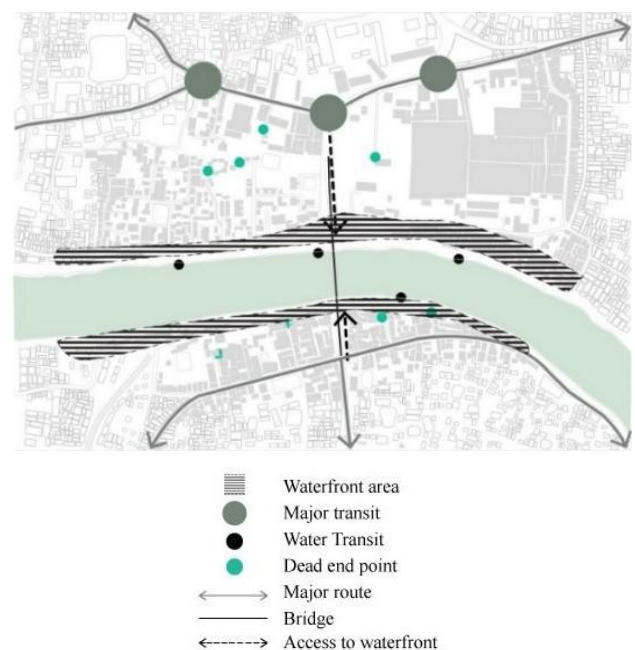 Waterfront area
Major transit
Water Transit
Dead end point
Major route
Bridge
Access to waterfront